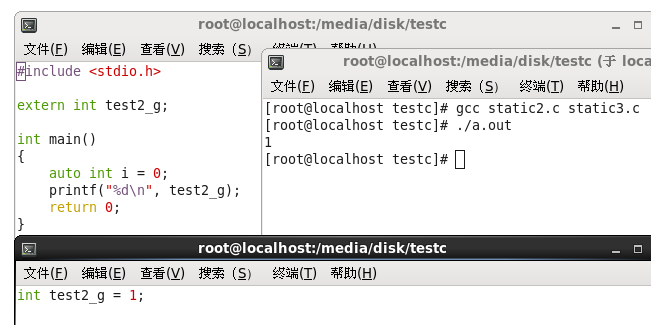 root@localhost:/media/disk/testc
文件(F) 编辑(E) 查看(V) 搜索 (S) 终端(T) 帮助(H)
#include <stdio.h>
extern int test2_g;
int main()
{
auto int i = 0;
printf("%d\n", test2_g);
return 0;
}
root@localhost:/media/disk/testc (于 loca
文件(F) 编辑(E) 查看(V) 搜索 (S) 终端(T) 帮助(H)
[root@localhost testc]# gcc static2.c static3.c
[root@localhost testc]# ./a.out
1
[root@localhost testc]#
root@localhost:/media/disk/testc
文件(F) 编辑(E) 查看(V) 搜索 (S) 终端(T) 帮助(H)
int test2_g = 1;